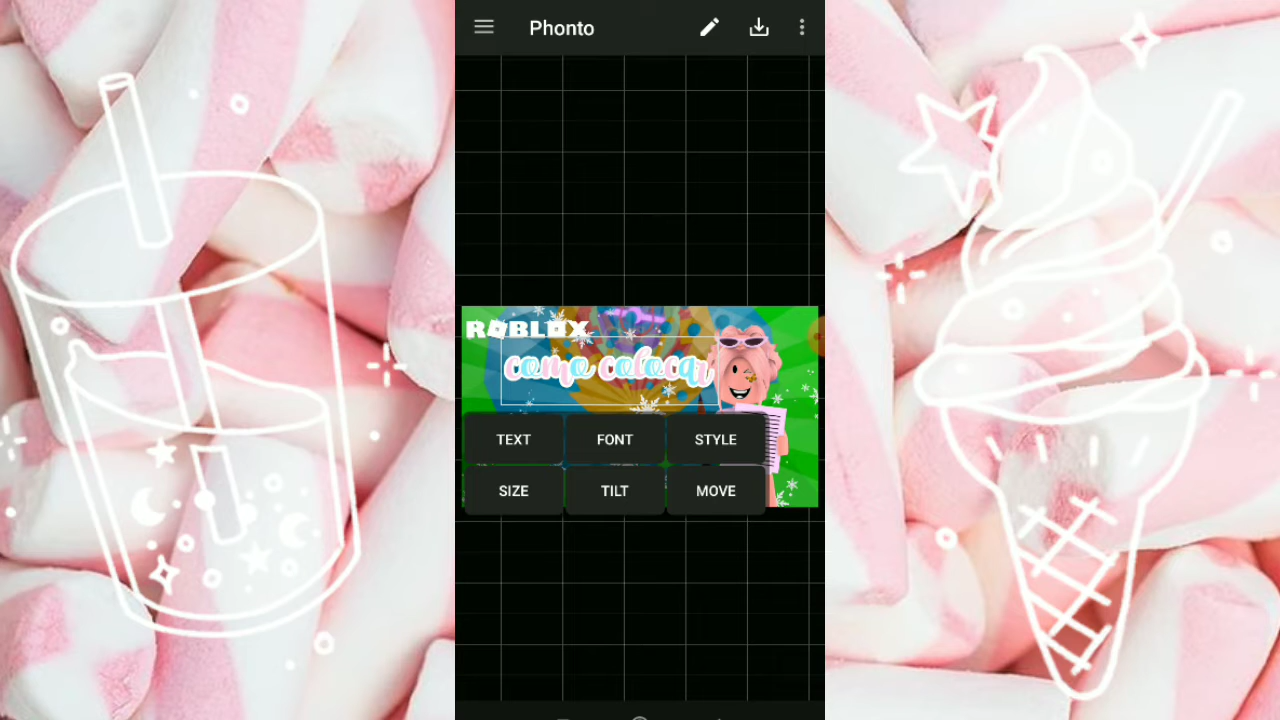 Phonto
ROBLOX
como colocar
TEXT FONT STYLE
SIZE TILT MOVE